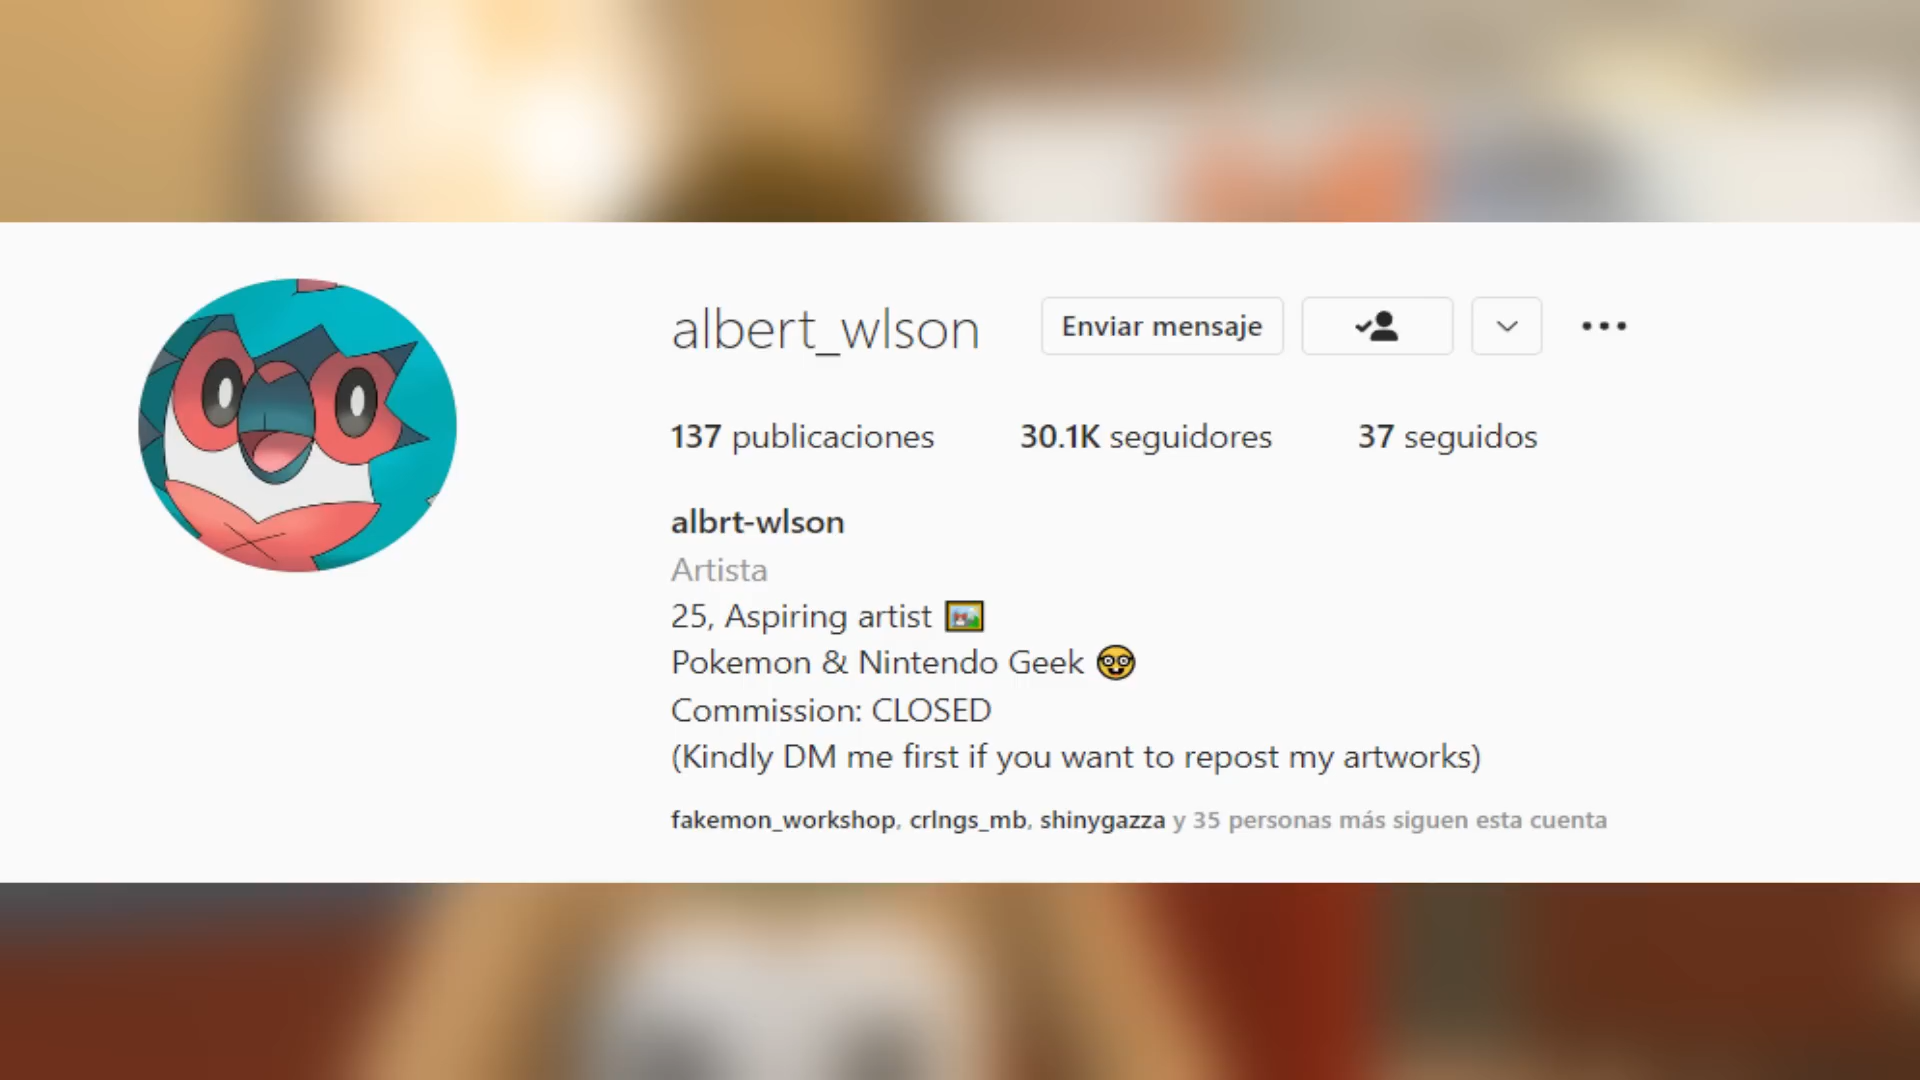 albert_wlson Enviar mensaje
137 publicaciones 30.1K seguidores 37 seguidos
albrt-wlson
Artista
25, Aspiring artist 🖼️
Pokemon & Nintendo Geek 🤓
Commission: CLOSED
(Kindly DM me first if you want to repost my artworks)
fakemon_workshop, crlngs_mb, shinygazza y 35 personas más siguen esta cuenta